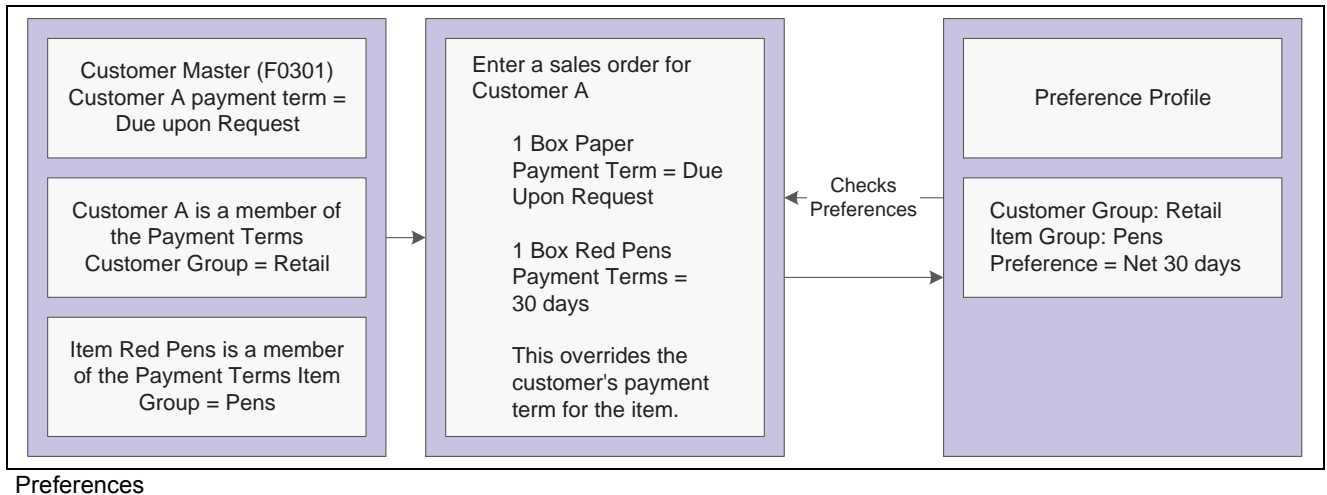 Customer Master (F0301)
Customer A payment term =
Due upon Request
Customer A is a member of
the Payment Terms
Customer Group = Retail
Item Red Pens is a member
of the Payment Terms Item
Group = Pens
Enter a sales order for
Customer A
1 Box Paper
Payment Term = Due
Upon Request
1 Box Red Pens
Payment Terms =
30 days
This overrides the
customer's payment
term for the item.
Checks
Preferences
Preference Profile
Customer Group: Retail
Item Group: Pens
Preference = Net 30 days
Preferences